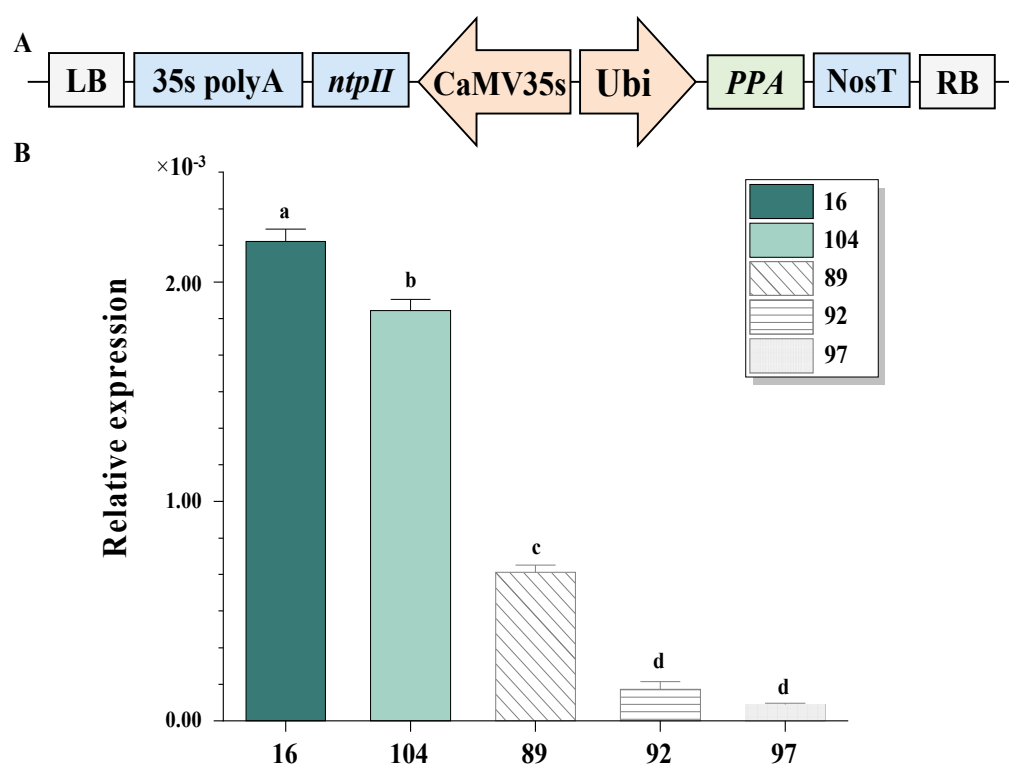 A
LB 35s polyA ntpII CaMV35s Ubi PPA NosT RB
B
×10-3
Relative expression
2.00
1.00
0.00
a
b
c
d
d
16
104
89
92
97
16 104 89 92 97